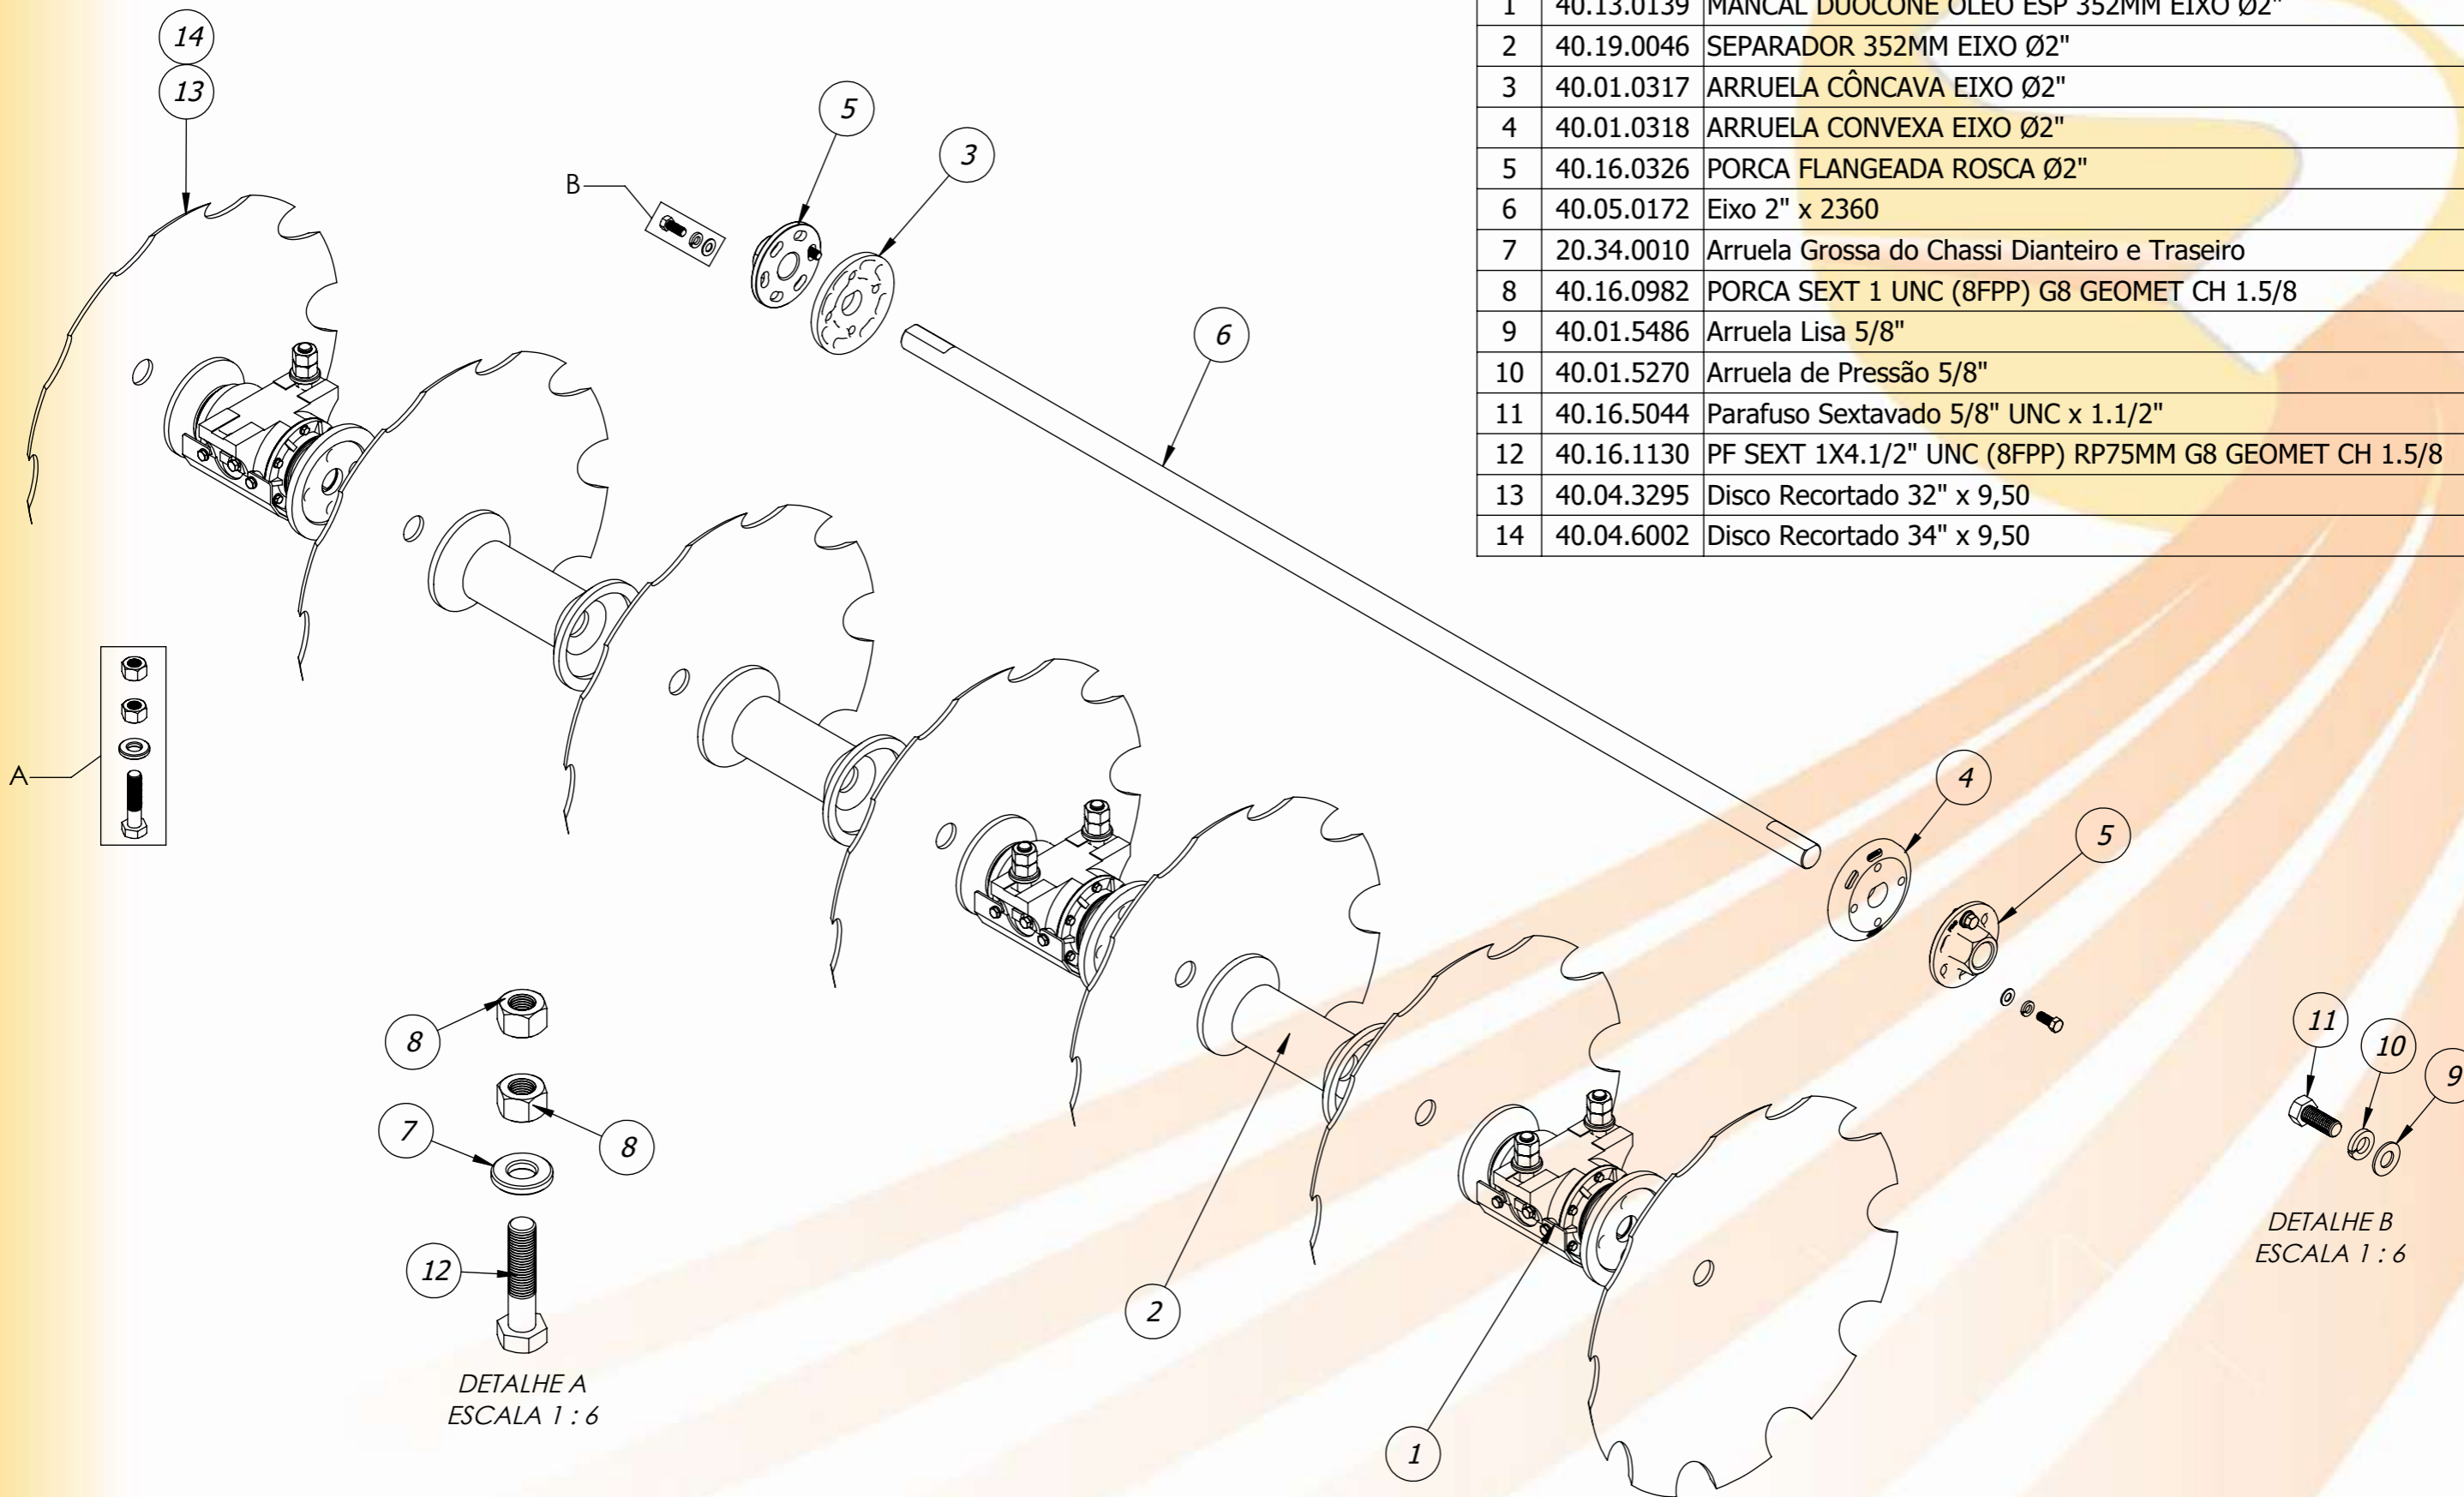 1 40.13.0139 MANCAL DUOCONE ÓLEO ESP 352MM EIXO Ø2"
2 40.19.0046 SEPARADOR 352MM EIXO Ø2"
3 40.01.0317 ARRUELA CÔNCAVA EIXO Ø2"
4 40.01.0318 ARRUELA CONVEXA EIXO Ø2"
5 40.16.0326 PORCA FLANGEADA ROSCA Ø2"
6 40.05.0172 Eixo 2" x 2360
7 20.34.0010 Arruela Grossa do Chassi Dianteiro e Traseiro
8 40.16.0982 PORCA SEXT 1 UNC (8FPP) G8 GEOMET CH 1.5/8
9 40.01.5486 Arruela Lisa 5/8"
10 40.01.5270 Arruela de Pressão 5/8"
11 40.16.5044 Parafuso Sextavado 5/8" UNC x 1.1/2"
12 40.16.1130 PF SEXT 1X4.1/2" UNC (8FPP) RP75MM G8 GEOMET CH 1.5/8
13 40.04.3295 Disco Recortado 32" x 9,50
14 40.04.6002 Disco Recortado 34" x 9,50
14
13
5
3
B
6
A
4
5
8
8
7
12
DETALHE A
ESCALA 1 : 6
2
1
11
10
9
DETALHE B
ESCALA 1 : 6